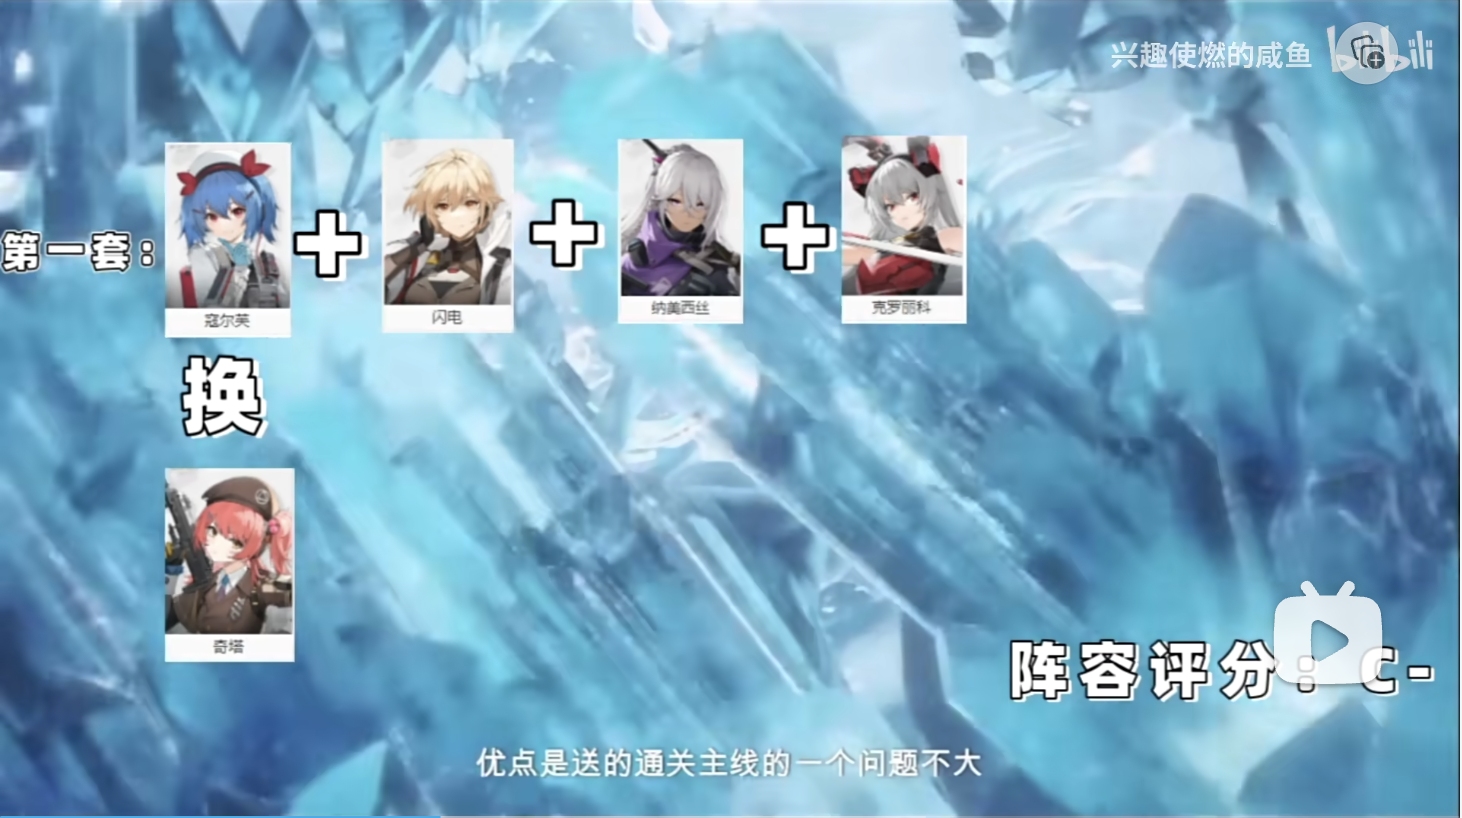 兴趣使燃的咸鱼 bilibili
第一套：
寇尔芙
闪电
纳美西丝
克罗丽科
换
奇塔
阵容评分：C-
优点是送的通关主线的一个问题不大